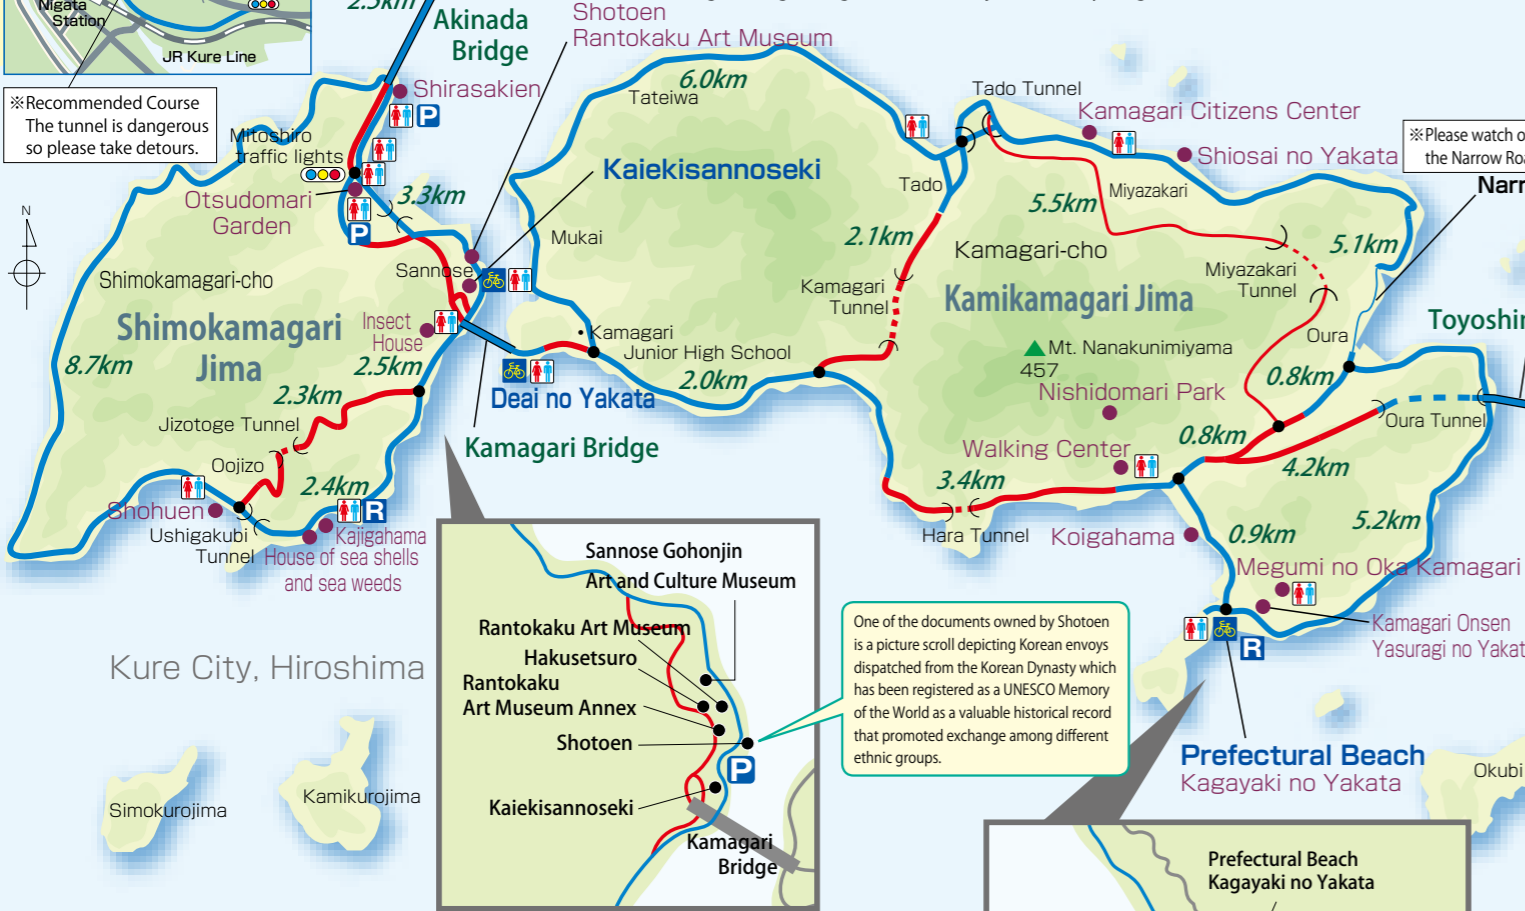 Nigata
Station
JR Kure Line
2.5km
Akinada
Bridge
Shotoen
Rantokaku Art Museum
※Recommended Course
The tunnel is dangerous
so please take detours.
Shirasakien
P
Mitoshiro
traffic lights
Otsudomari
Garden
P
3.3km
N
Sannose
Shimokamagari-cho
Shimokamagari
Jima
Insect
House
8.7km
2.5km
2.3km
Jizotoge Tunnel
Oojizo
2.4km
R
Shohuen
Ushigakubi
Tunnel
Kajigahama
House of sea shells
and sea weeds
6.0km
Tateiwa
Kaiekisannoseki
Mukai
Kamagari
Junior High School
2.0km
Deai no Yakata
Kamagari Bridge
Tado Tunnel
Kamagari Citizens Center
Shiosai no Yakata
※Please watch o
the Narrow Roa
Narr
Tado
Miyazakari
5.5km
2.1km
Kamagari-cho
5.1km
Miyazakari
Tunnel
Kamagari
Tunnel
Kamikamagari Jima
Toyoshi
Oura
Mt. Nanakunimiyama
457
0.8km
Nishidomari Park
Oura Tunnel
0.8km
Walking Center
4.2km
3.4km
Hara Tunnel
Koigahama
0.9km
5.2km
Megumi no Oka Kamagari
Kamagari Onsen
Yasuragi no Yakat
R
Prefectural Beach
Kagayaki no Yakata
Okubi
Kure City, Hiroshima
Simokurojima
Kamikurojima
Sannose Gohonjin
Art and Culture Museum
Rantokaku Art Museum
Hakusetsuro
Rantokaku
Art Museum Annex
Shotoen
P
Kaiekisannoseki
Kamagari
Bridge
One of the documents owned by Shotoen
is a picture scroll depicting Korean envoys
dispatched from the Korean Dynasty which
has been registered as a UNESCO Memory
of the World as a valuable historical record
that promoted exchange among different
ethnic groups.
Prefectural Beach
Kagayaki no Yakata